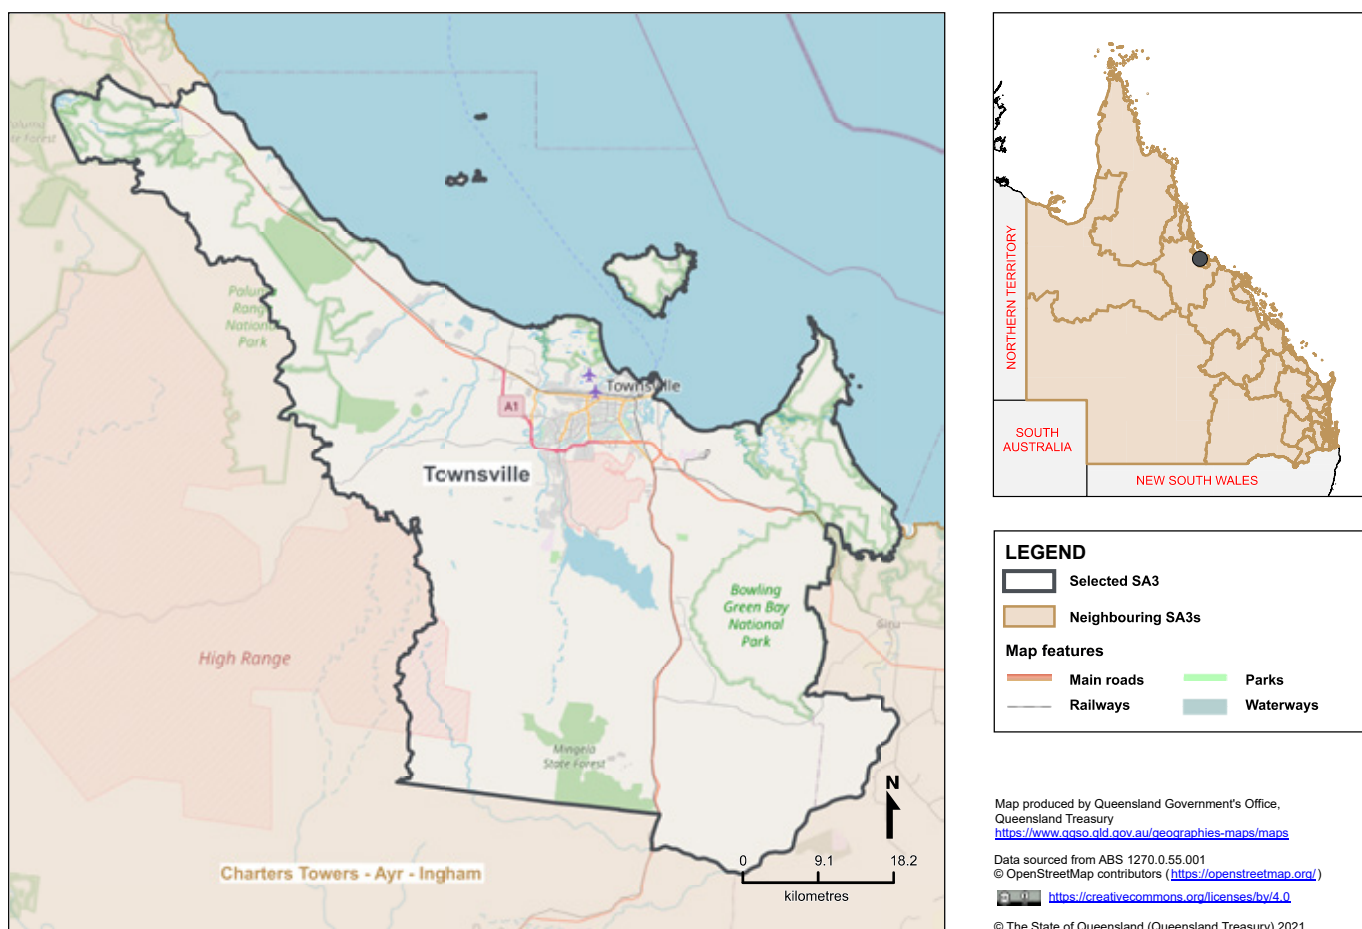 Paluma
te Forest
Paluma
Range
National
Park
Townsville
A1
Townsville
Bowling
Green Bay
National
Park
Giru
High Range
Mingela
State Forest
Charters Towers - Ayr - Ingham
N
0 9.1 18.2
kilometres
NORTHERN TERRITORY
SOUTH
AUSTRALIA
NEW SOUTH WALES
LEGEND
Selected SA3
Neighbouring SA3s
Map features
Main roads
Parks
Railways
Waterways
Map produced by Queensland Government's Office,
Queensland Treasury
https://www.qgso.qld.gov.au/geographies-maps/maps
Data sourced from ABS 1270.0.55.001
© OpenStreetMap contributors (https://openstreetmap.org/)
https://creativecommons.org/licenses/by/4.0
© The State of Queensland (Queensland Treasury) 2021